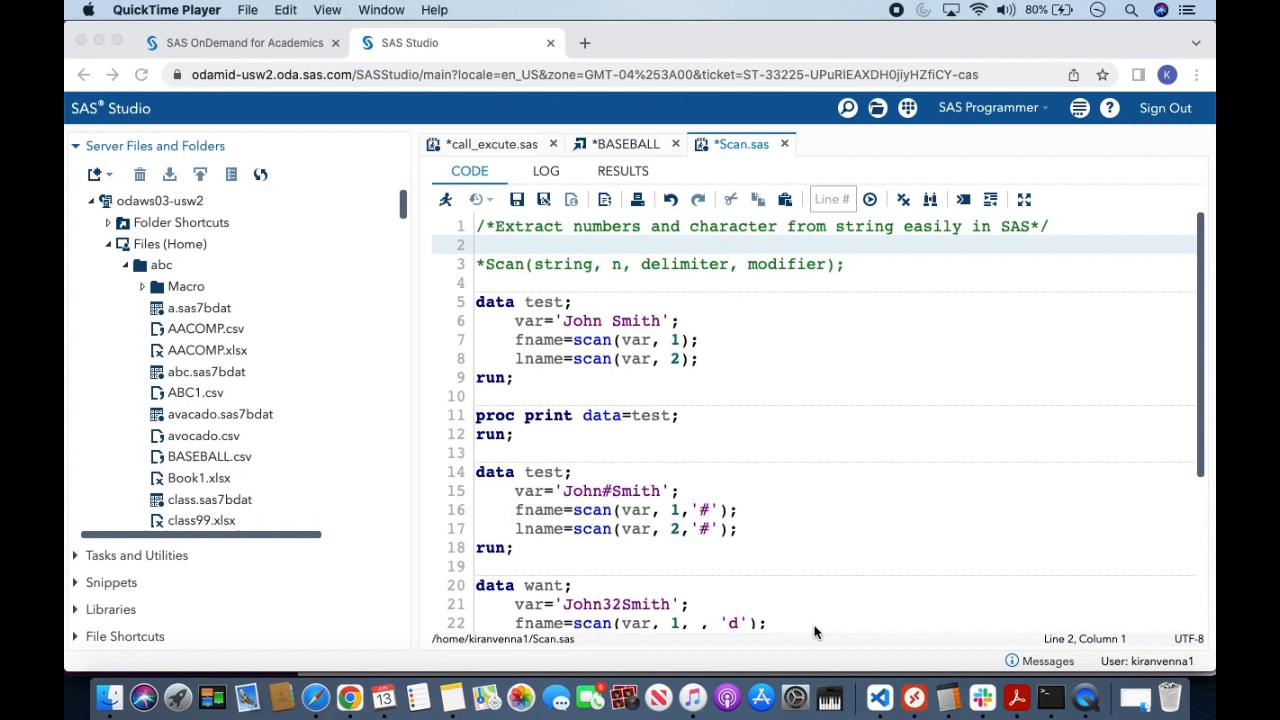 QuickTime Player File Edit View Window Help 80%
SAS OnDemand for Academics SAS Studio
odamid-usw2.oda.sas.com/SASStudio/main?locale=en_US&zone=GMT-04%253A00&ticket=ST-33225-UPuRlEAXDH0jiyHZfiCY-cas K
SAS® Studio SAS Programmer Sign Out
Server Files and Folders
odaws03-usw2
Folder Shortcuts
Files (Home)
abc
Macro
a.sas7bdat
AACOMP.csv
AACOMP.xlsx
abc.sas7bdat
ABC1.csv
avacado.sas7bdat
avocado.csv
BASEBALL.csv
Book1.xlsx
class.sas7bdat
class99.xlsx
Tasks and Utilities
Snippets
Libraries
File Shortcuts
*call_excute.sas *BASEBALL *Scan.sas
CODE LOG RESULTS
Line #
1 /*Extract numbers and character from string easily in SAS*/
2
3 *Scan(string, n, delimiter, modifier);
4
5 data test;
6 var='John Smith';
7 fname=scan(var, 1);
8 lname=scan(var, 2);
9 run;
10
11 proc print data=test;
12 run;
13
14 data test;
15 var='John#Smith';
16 fname=scan(var, 1,'#');
17 lname=scan(var, 2,'#');
18 run;
19
20 data want;
21 var='John32Smith';
22 fname=scan(var, 1, , 'd');
/home/kiranvenna1/Scan.sas Line 2, Column 1 UTF-8
Messages User: kiranvenna1
13